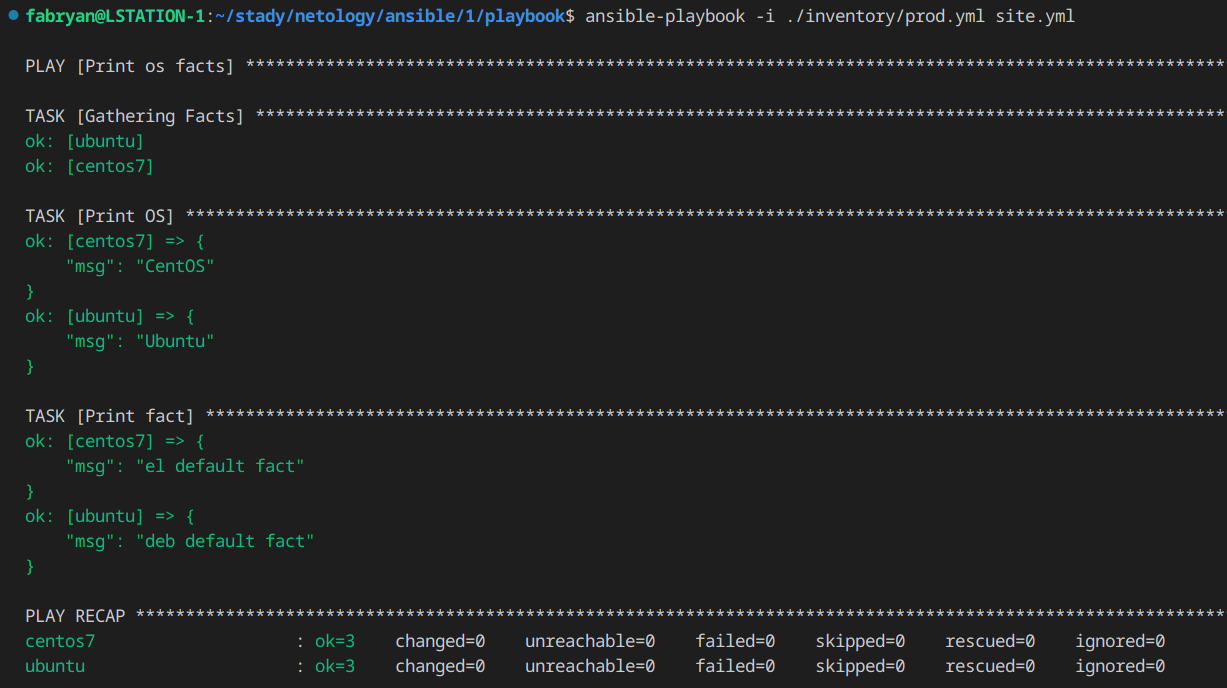 fabryan@LSTATION-1:~/stady/netology/ansible/1/playbook$ ansible-playbook -i ./inventory/prod.yml site.yml
PLAY [Print os facts] **************************************************************************************************
TASK [Gathering Facts] *************************************************************************************************
ok: [ubuntu]
ok: [centos7]
TASK [Print OS] ********************************************************************************************************
ok: [centos7] => {
    "msg": "CentOS"
}
ok: [ubuntu] => {
    "msg": "Ubuntu"
}
TASK [Print fact] ******************************************************************************************************
ok: [centos7] => {
    "msg": "el default fact"
}
ok: [ubuntu] => {
    "msg": "deb default fact"
}
PLAY RECAP *************************************************************************************************************
centos7                    : ok=3    changed=0    unreachable=0    failed=0    skipped=0    rescued=0    ignored=0
ubuntu                     : ok=3    changed=0    unreachable=0    failed=0    skipped=0    rescued=0    ignored=0